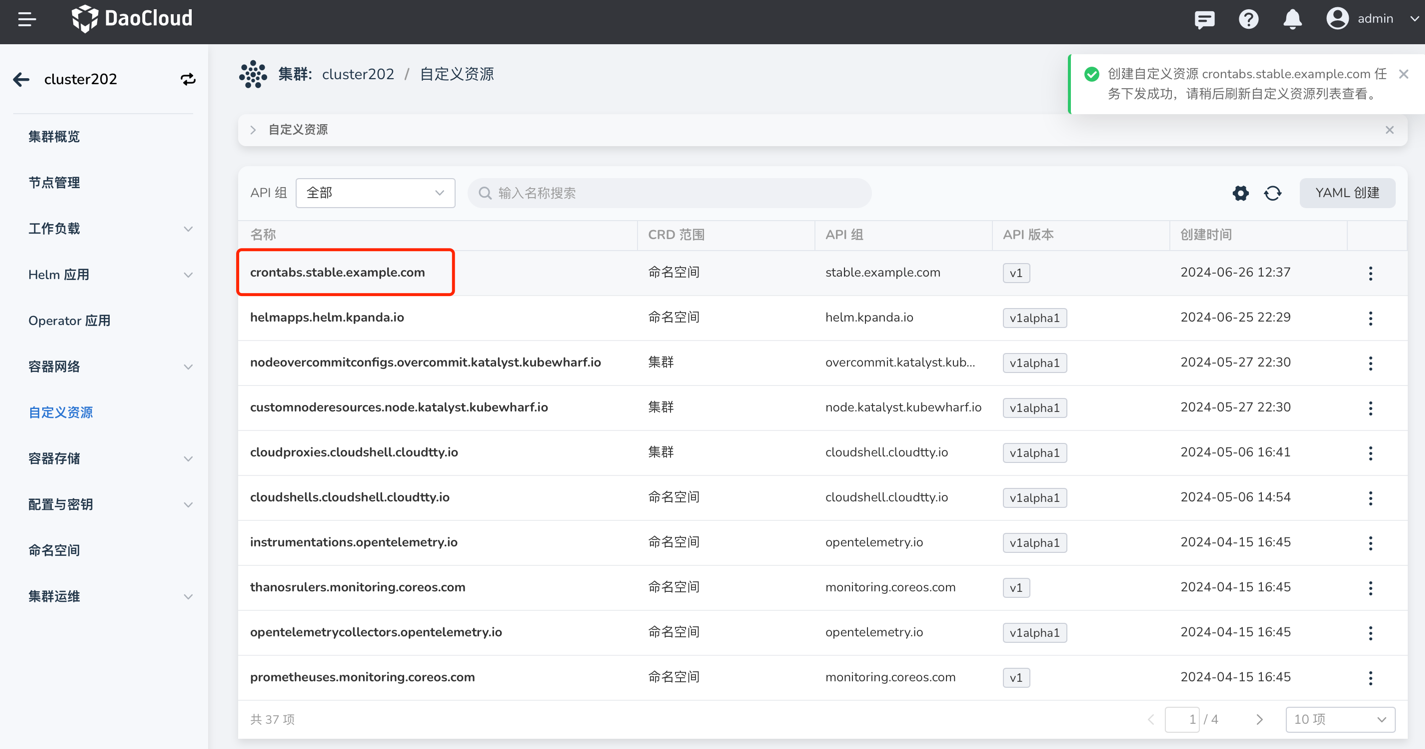 DaoCloud
admin
cluster202
集群: cluster202 / 自定义资源
创建自定义资源 crontabs.stable.example.com 任
务下发成功，请稍后刷新自定义资源列表查看。
自定义资源
集群概览
节点管理
工作负载
Helm 应用
Operator 应用
容器网络
自定义资源
容器存储
配置与密钥
命名空间
集群运维
API 组 全部 输入名称搜索 YAML 创建
名称 CRD 范围 API 组 API 版本 创建时间
crontabs.stable.example.com 命名空间 stable.example.com v1 2024-06-26 12:37
helmapps.helm.kpanda.io 命名空间 helm.kpanda.io v1alpha1 2024-06-25 22:29
nodeovercommitconfigs.overcommit.katalyst.kubewharf.io 集群 overcommit.katalyst.kub... v1alpha1 2024-05-27 22:30
customnoderesources.node.katalyst.kubewharf.io 集群 node.katalyst.kubewharf.io v1alpha1 2024-05-27 22:30
cloudproxies.cloudshell.cloudtty.io 集群 cloudshell.cloudtty.io v1alpha1 2024-05-06 16:41
cloudshells.cloudshell.cloudtty.io 命名空间 cloudshell.cloudtty.io v1alpha1 2024-05-06 14:54
instrumentations.opentelemetry.io 命名空间 opentelemetry.io v1alpha1 2024-04-15 16:45
thanosrulers.monitoring.coreos.com 命名空间 monitoring.coreos.com v1 2024-04-15 16:45
opentelemetrycollectors.opentelemetry.io 命名空间 opentelemetry.io v1alpha1 2024-04-15 16:45
prometheuses.monitoring.coreos.com 命名空间 monitoring.coreos.com v1 2024-04-15 16:45
共 37 项 1 / 4 10 项